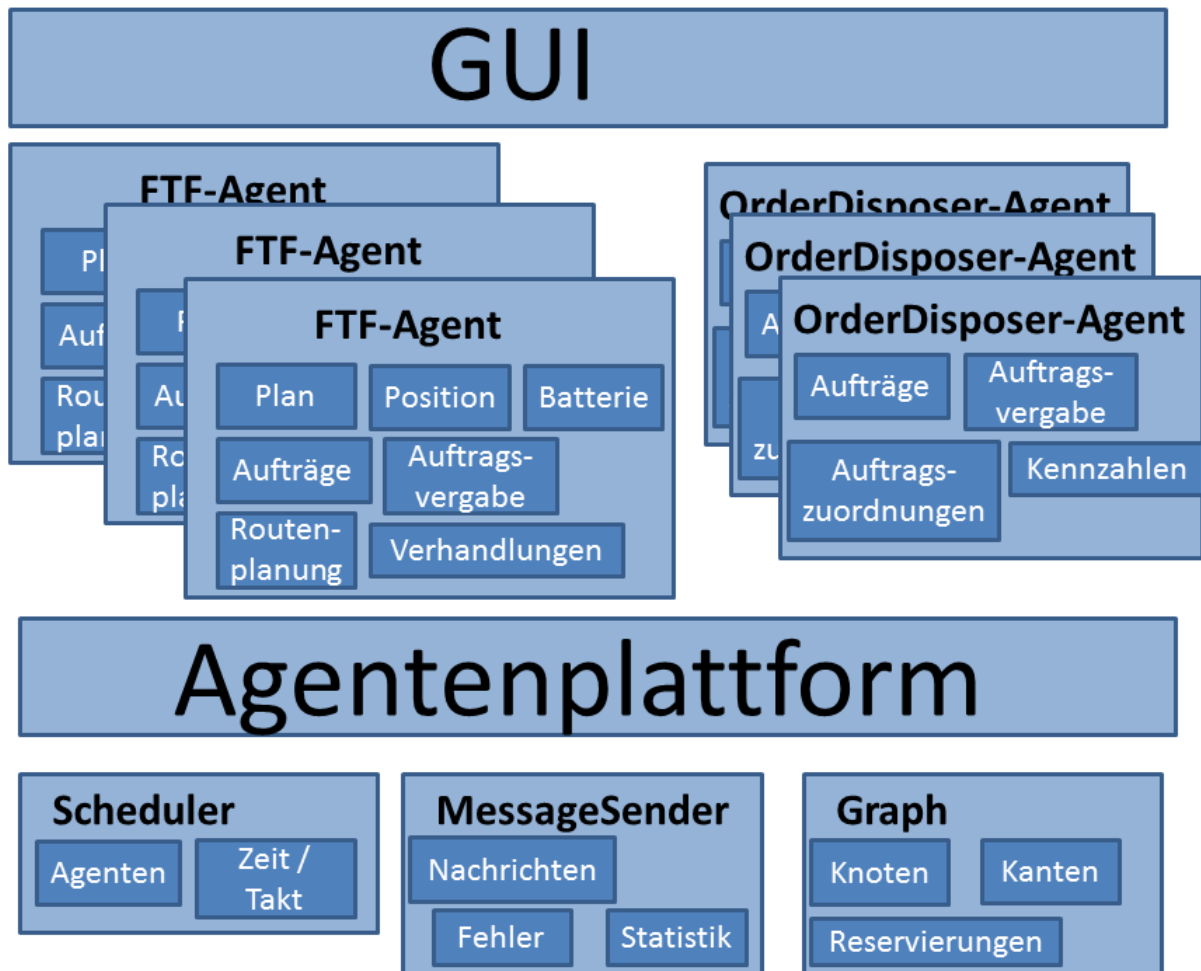 GUI
FTF-Agent
FTF-Agent
FTF-Agent
Plan
Position
Batterie
Aufträge
Auftrags-
vergabe
Routen-
planung
Verhandlungen
OrderDisposer-Agent
OrderDisposer-Agent
OrderDisposer-Agent
Aufträge
Auftrags-
vergabe
Auftrags-
zuordnungen
Kennzahlen
Agentenplattform
Scheduler
Agenten
Zeit /
Takt
MessageSender
Nachrichten
Fehler
Statistik
Graph
Knoten
Kanten
Reservierungen